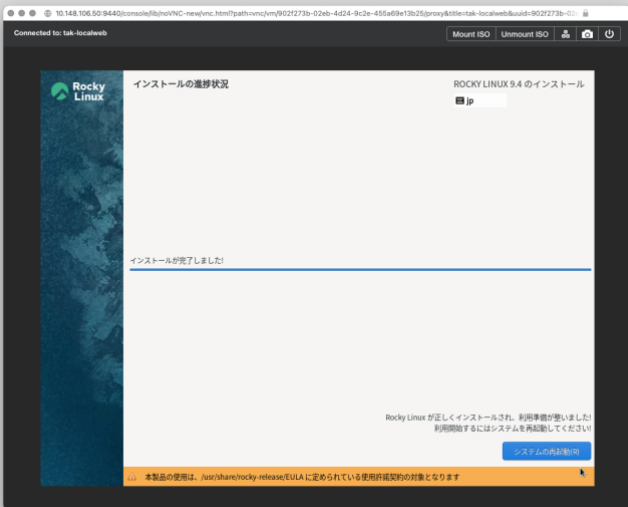 10.148.106.50:9440/console/lib/noVNC-new/vnc.html?path=vnc/vm/902f273b-02eb-4d24-9c2e-455a69e13b25/proxy&title=tak-localweb&uuid=902f273b-02
Connected to: tak-localweb
Mount ISO
Unmount ISO
Rocky
Linux
インストールの進捗状況
ROCKY LINUX 9.4 のインストール
jp
インストールが完了しました!
Rocky Linux が正しくインストールされ、利用準備が整いました!
利用開始するにはシステムを再起動してください!
システムの再起動(R)
本製品の使用は、/usr/share/rocky-release/EULA に定められている使用許諾契約の対象となります